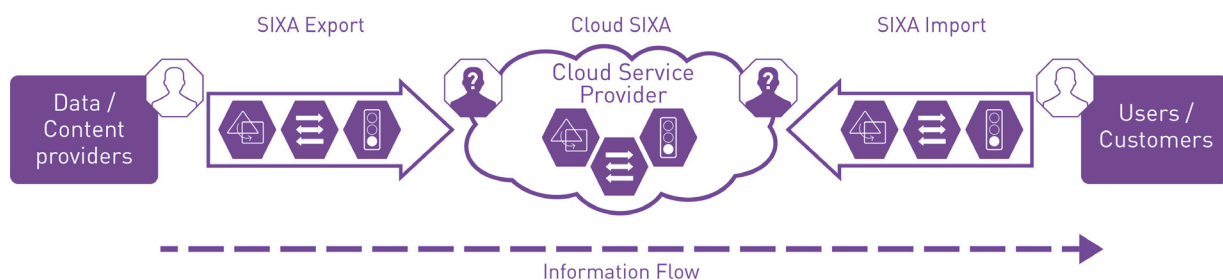 SIXA Export
Cloud SIXA
SIXA Import
Data /
Content
providers
?
Cloud Service
Provider
?
Users /
Customers
Information Flow